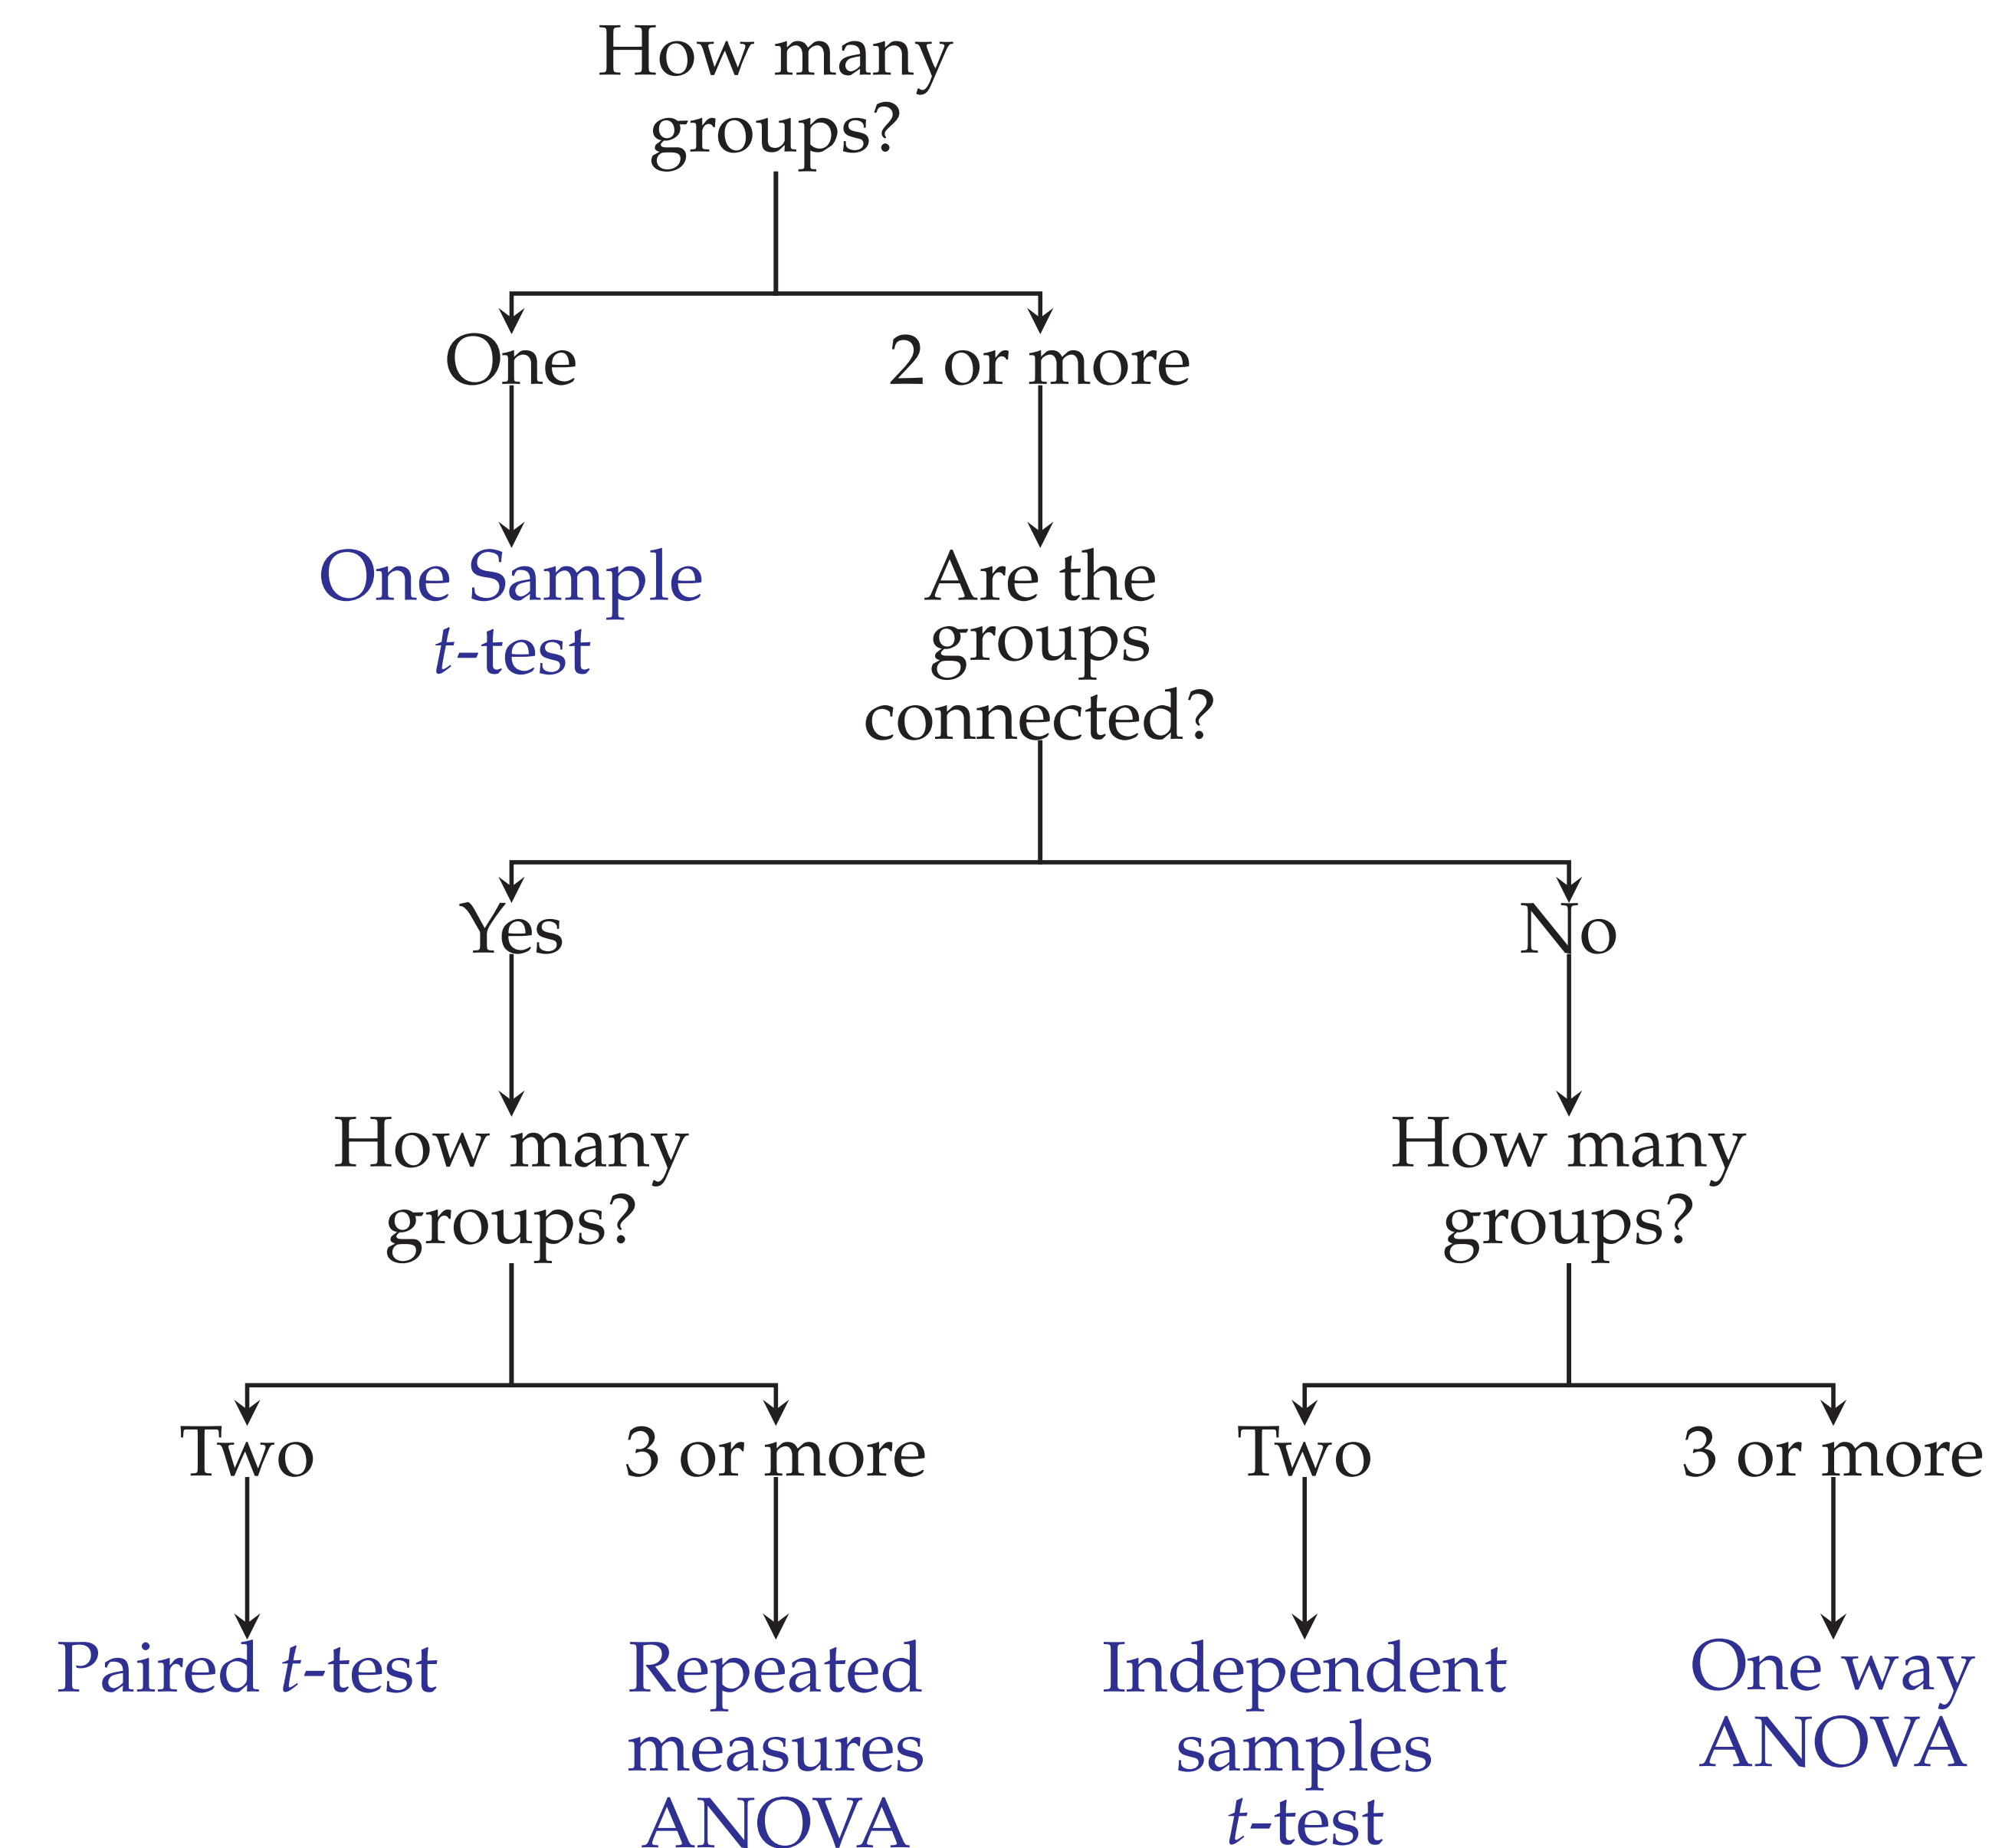 How many
groups?
One
2 or more
One Sample
t-test
Are the
groups
connected?
Yes
No
How many
groups?
How many
groups?
Two
3 or more
Two
3 or more
Paired t-test
Repeated
measures
ANOVA
Independent
samples
t-test
One way
ANOVA